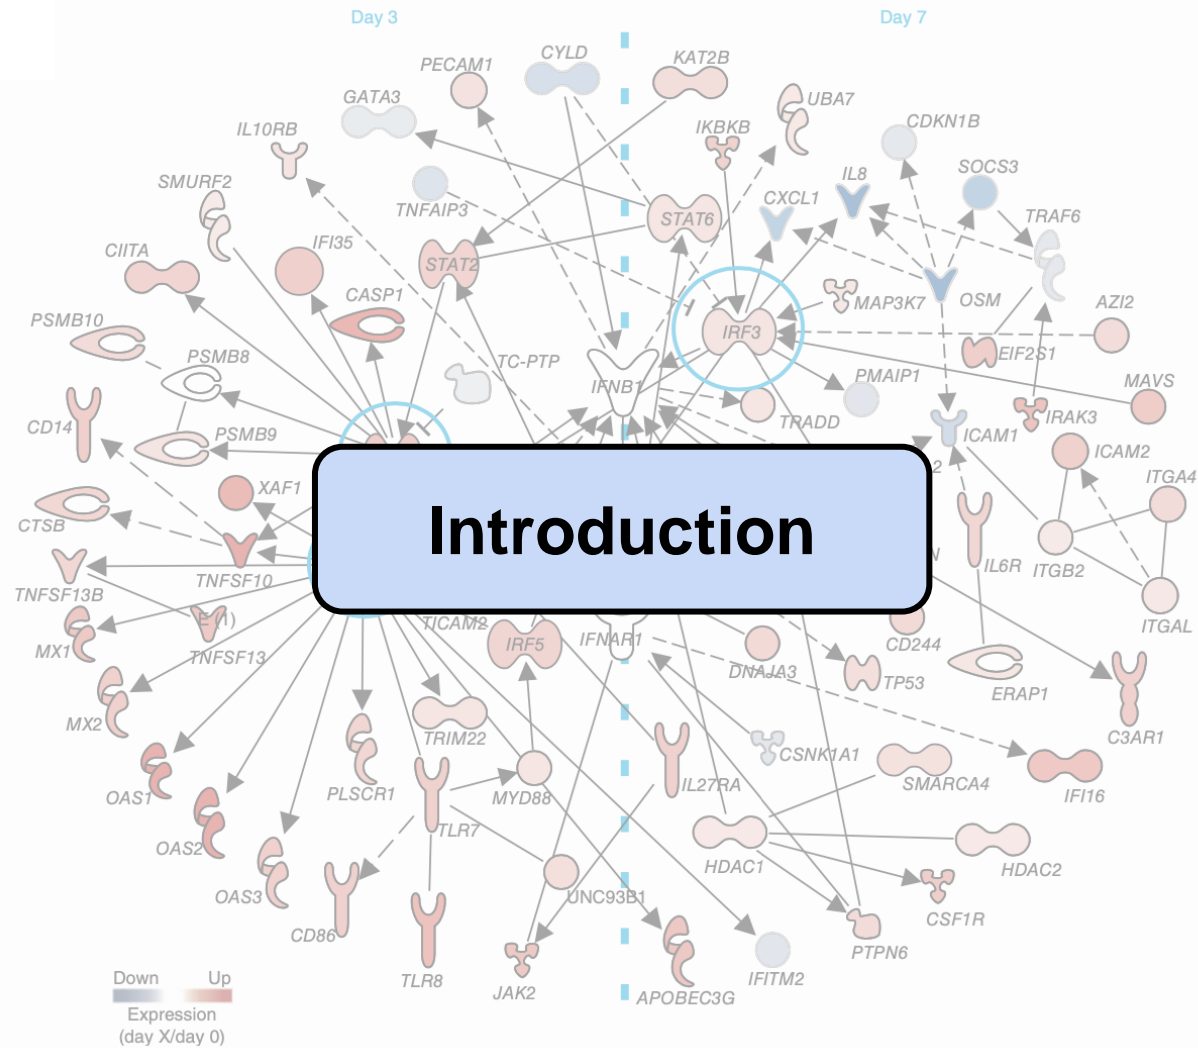 Day 3
Day 7
CYLD
KAT2B
PECAM1
GATA3
UBA7
IL10RB
IKBKB
CDKN1B
SMURF2
TNFAIP3
IL8
SOCS3
CXCL1
STAT6
TRAF6
CIITA
IFI35
STAT2
CASP1
MAP3K7
OSM
AZI2
PSMB10
IRF3
PSMB8
TC-PTP
EIF2S1
IFNB1
PMAIP1
MAVS
CD14
PSMB9
TRADD
ICAM1
IRAK3
ICAM2
2
XAF1
ITGA4
CTSB
Introduction
N
IL6R
ITGB2
TNFSF10
TNFSF13B
E (1)
TICAM2
IRF5
IFNAR1
CD244
ITGAL
MX1
TNFSF13
DNAJA3
TP53
ERAP1
MX2
TRIM22
C3AR1
CSNK1A1
OAS1
PLSCR1
MYD88
IL27RA
SMARCA4
IFI16
TLR7
OAS2
HDAC1
HDAC2
OAS3
UNC93B1
CSF1R
CD86
PTPN6
TLR8
JAK2
APOBEC3G
IFITM2
Down
Up
Expression
(day X/day 0)